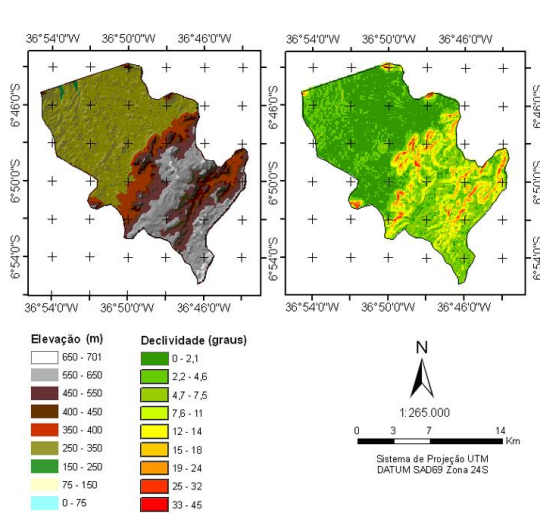 36°54'0"W 36°50'0"W 36°46'0"W
36°54'0"W 36°50'0"W 36°46'0"W
6°46'0"S
6°50'0"S
6°54'0"S
6°46'0"S
6°50'0"S
6°54'0"S
36°54'0"W 36°50'0"W 36°46'0"W
36°54'0"W 36°50'0"W 36°46'0"W
Elevação (m)
650 - 701
550 - 650
450 - 550
400 - 450
350 - 400
250 - 350
150 - 250
75 - 150
0 - 75
Declividade (graus)
0 - 2,1
2,2 - 4,6
4,7 - 7,5
7,6 - 11
12 - 14
15 - 18
19 - 24
25 - 32
33 - 45
N
1:265.000
0 3 7 14
Km
Sistema de Projeção UTM
DATUM SAD69 Zona 24S